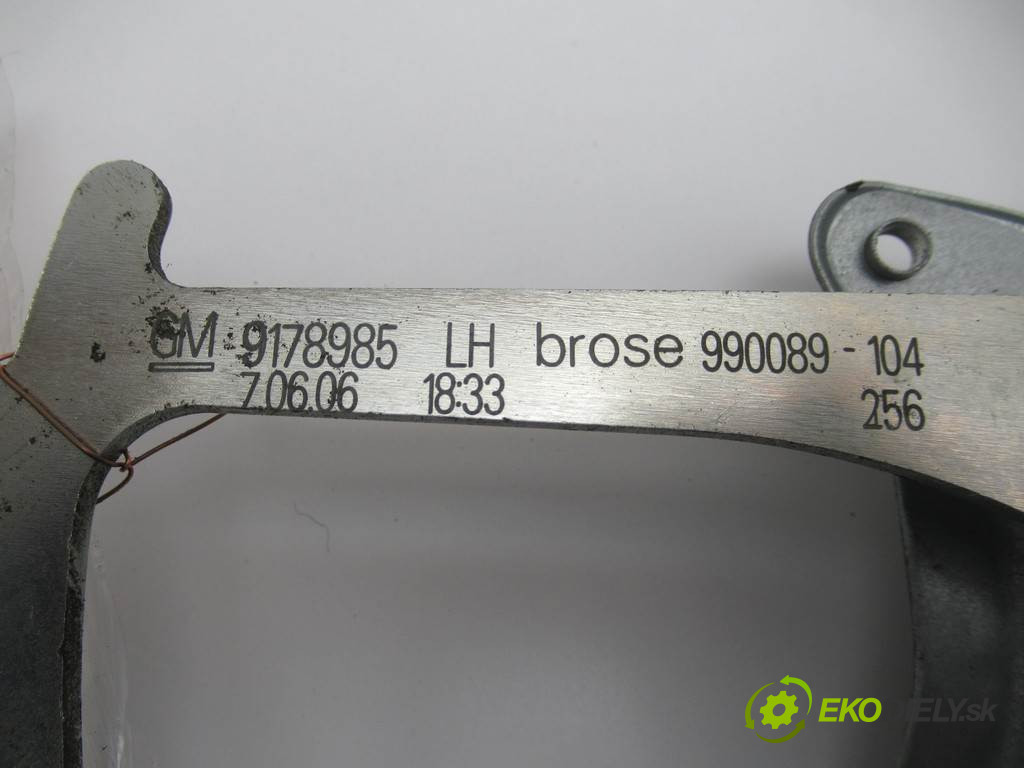 GM 9178985 LH brose 990089-104
7.06.06 18:33 256
EKODIELY.sk